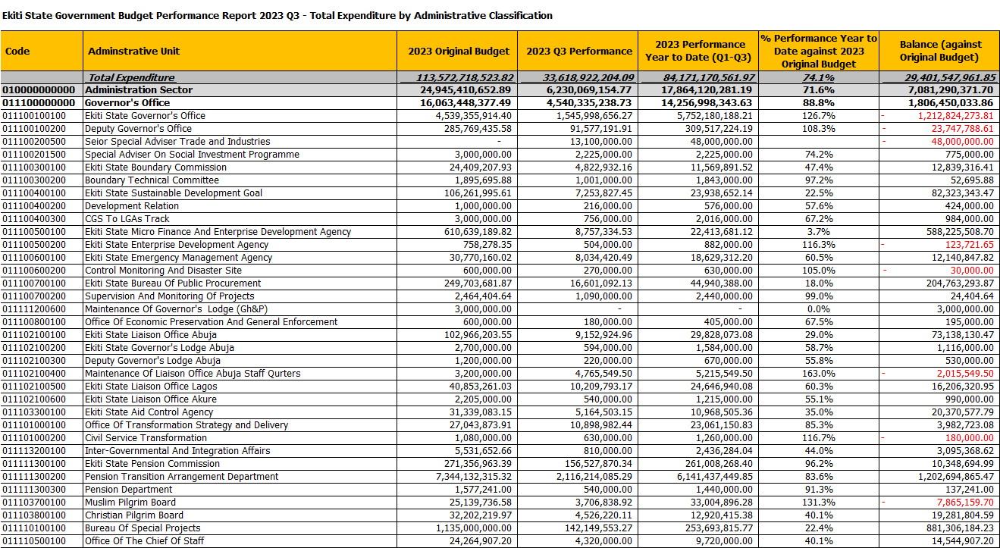 Ekiti State Government Budget Performance Report 2023 Q3 - Total Expenditure by Administrative Classification
Code Adminstrative Unit 2023 Original Budget 2023 Q3 Performance 2023 Performance Year to Date (Q1-Q3) % Performance Year to Date against 2023 Original Budget Balance (against Original Budget)
Total Expenditure 113,572,718,523.82 33,618,922,204.09 84,171,170,561.97 74.1% 29,401,547,961.85
010000000000 Administration Sector 24,945,410,652.89 6,230,069,154.77 17,864,120,281.19 71.6% 7,081,290,371.70
011100000000 Governor's Office 16,063,448,377.49 4,540,335,238.73 14,256,998,343.63 88.8% 1,806,450,033.86
011100100100 Ekiti State Governor's Office 4,539,355,914.40 1,545,998,656.27 5,752,180,188.21 126.7% - 1,212,824,273.81
011100100200 Deputy Governor's Office 285,769,435.58 91,577,191.91 309,517,224.19 108.3% - 23,747,788.61
011100200500 Seior Special Adviser Trade and Industries - 13,100,000.00 48,000,000.00 - 48,000,000.00
011100201500 Special Adviser On Social Investment Programme 3,000,000.00 2,225,000.00 2,225,000.00 74.2% 775,000.00
011100300100 Ekiti State Boundary Commission 24,409,207.93 4,822,932.16 11,569,891.52 47.4% 12,839,316.41
011100300200 Boundary Technical Committee 1,895,695.88 1,001,000.00 1,843,000.00 97.2% 52,695.88
011100400100 Ekiti State Sustainable Development Goal 106,261,995.61 7,253,827.45 23,938,652.14 22.5% 82,323,343.47
011100400200 Development Relation 1,000,000.00 216,000.00 576,000.00 57.6% 424,000.00
011100400300 CGS To LGAs Track 3,000,000.00 756,000.00 2,016,000.00 67.2% 984,000.00
011100500100 Ekiti State Micro Finance And Enterprise Development Agency 610,639,189.82 8,757,334.53 22,413,681.12 3.7% 588,225,508.70
011100500200 Ekiti State Enterprise Development Agency 758,278.35 504,000.00 882,000.00 116.3% - 123,721.65
011100600100 Ekiti State Emergency Management Agency 30,770,160.02 8,034,420.49 18,629,312.20 60.5% 12,140,847.82
011100600200 Control Monitoring And Disaster Site 600,000.00 270,000.00 630,000.00 105.0% - 30,000.00
011100700100 Ekiti State Bureau Of Public Procurement 249,703,681.87 16,601,092.13 44,940,388.00 18.0% 204,763,293.87
011100700200 Supervision And Monitoring Of Projects 2,464,404.64 1,090,000.00 2,440,000.00 99.0% 24,404.64
011111200600 Maintenance Of Governor's Lodge (Gh&P) 3,000,000.00 - - 0.0% 3,000,000.00
011100800100 Office Of Economic Preservation And General Enforcement 600,000.00 180,000.00 405,000.00 67.5% 195,000.00
011102100100 Ekiti State Liaison Office Abuja 102,966,203.55 9,152,924.96 29,828,073.08 29.0% 73,138,130.47
011102100200 Ekiti State Governor's Lodge Abuja 2,700,000.00 594,000.00 1,584,000.00 58.7% 1,116,000.00
011102100300 Deputy Governor's Lodge Abuja 1,200,000.00 220,000.00 670,000.00 55.8% 530,000.00
011102100400 Maintenance Of Liaison Office Abuja Staff Qurters 3,200,000.00 4,765,549.50 5,215,549.50 163.0% - 2,015,549.50
011102100500 Ekiti State Liaison Office Lagos 40,853,261.03 10,209,793.17 24,646,940.08 60.3% 16,206,320.95
011102100600 Ekiti State Liaison Office Akure 2,205,000.00 540,000.00 1,215,000.00 55.1% 990,000.00
011103300100 Ekiti State Aid Control Agency 31,339,083.15 5,164,503.15 10,968,505.36 35.0% 20,370,577.79
011101000100 Office Of Transformation Strategy and Delivery 27,043,873.91 10,898,982.44 23,061,150.83 85.3% 3,982,723.08
011101000200 Civil Service Transformation 1,080,000.00 630,000.00 1,260,000.00 116.7% - 180,000.00
011113200100 Inter-Governmental And Integration Affairs 5,531,652.66 810,000.00 2,436,284.04 44.0% 3,095,368.62
011111300100 Ekiti State Pension Commission 271,356,963.39 156,527,870.34 261,008,268.40 96.2% 10,348,694.99
011111300200 Pension Transition Arrangement Department 7,344,132,315.32 2,116,214,085.29 6,141,437,449.85 83.6% 1,202,694,865.47
011111300300 Pension Department 1,577,241.00 540,000.00 1,440,000.00 91.3% 137,241.00
011103700100 Muslim Pilgrim Board 25,139,736.58 3,706,838.92 33,004,896.28 131.3% - 7,865,159.70
011103800100 Christian Pilgrim Board 32,202,219.97 4,526,220.11 12,920,415.38 40.1% 19,281,804.59
011110100100 Bureau Of Special Projects 1,135,000,000.00 142,149,553.27 253,693,815.77 22.4% 881,306,184.23
011110500100 Office Of The Chief Of Staff 24,264,907.20 4,320,000.00 9,720,000.00 40.1% 14,544,907.20